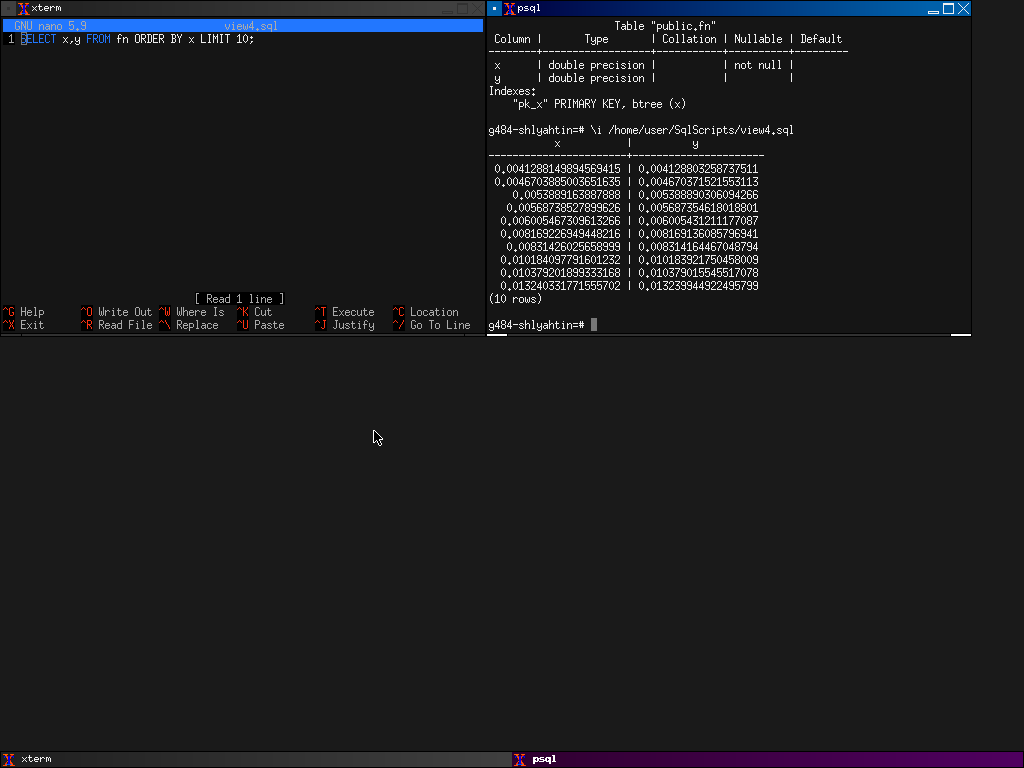 xterm
GNU nano 5.9 view4.sql
1 SELECT x,y FROM fn ORDER BY x LIMIT 10;
[ Read 1 line ]
^G Help ^O Write Out ^W Where Is ^K Cut ^T Execute ^C Location
^X Exit ^R Read File ^\ Replace ^U Paste ^J Justify ^/ Go To Line
psql
Table "public.fn"
Column | Type | Collation | Nullable | Default
--------+------------------+-----------+----------+---------
x | double precision | | not null |
y | double precision | | |
Indexes:
"pk_x" PRIMARY KEY, btree (x)
g484-shlyahtin=# \i /home/user/SqlScripts/view4.sql
x | y
-----------------------+----------------------
0.0041288149894569415 | 0.004128803258737511
0.0046703885003651635 | 0.004670371521553113
0.0053889163887888 | 0.005388890306094266
0.00568738527899626 | 0.005687354618018801
0.006005467309613266 | 0.006005431211177087
0.008169226949448216 | 0.008169136085796941
0.00831426025658999 | 0.008314164467048794
0.010184097791601232 | 0.010183921750458009
0.010379201899333168 | 0.010379015545517078
0.013240331771555702 | 0.013239944922495799
(10 rows)
g484-shlyahtin=#
xterm
psql